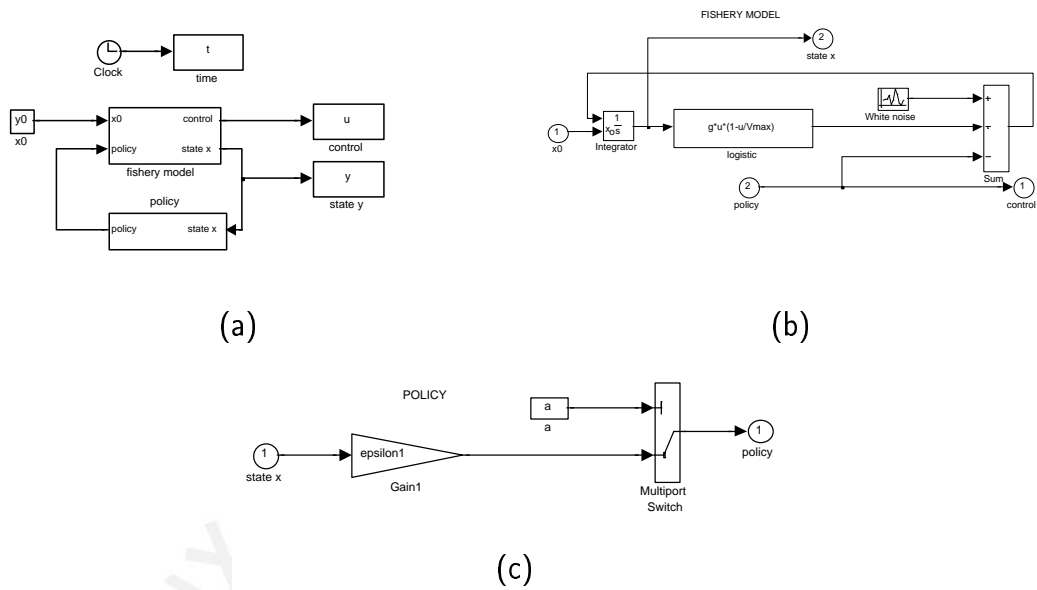 t
Clock
time
y0
x0
x0
control
policy
state x
fishery model
u
control
y
state y
policy
policy
state x
(a)
FISHERY MODEL
2
state x
1
x0
1
s
xo
Integrator
g*u*(1-u/Vmax)
logistic
White noise
+
+
−
Sum
2
policy
1
control
(b)
POLICY
a
a
1
state x
epsilon1
Gain1
Multiport
Switch
1
policy
(c)